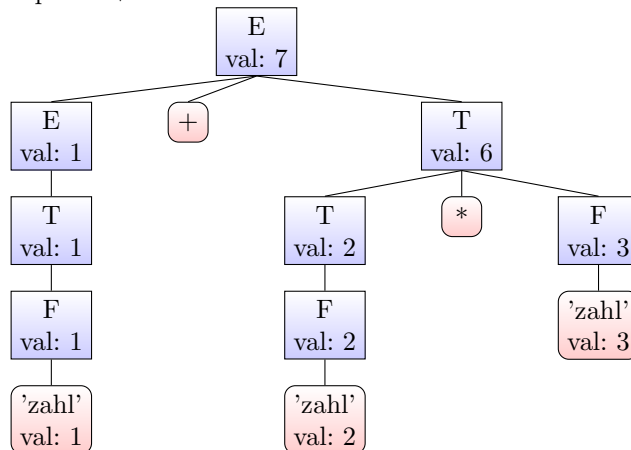 E
val: 7
E
val: 1
+
T
val: 6
T
val: 1
T
val: 2
*
F
val: 3
F
val: 1
F
val: 2
'zahl'
val: 3
'zahl'
val: 1
'zahl'
val: 2